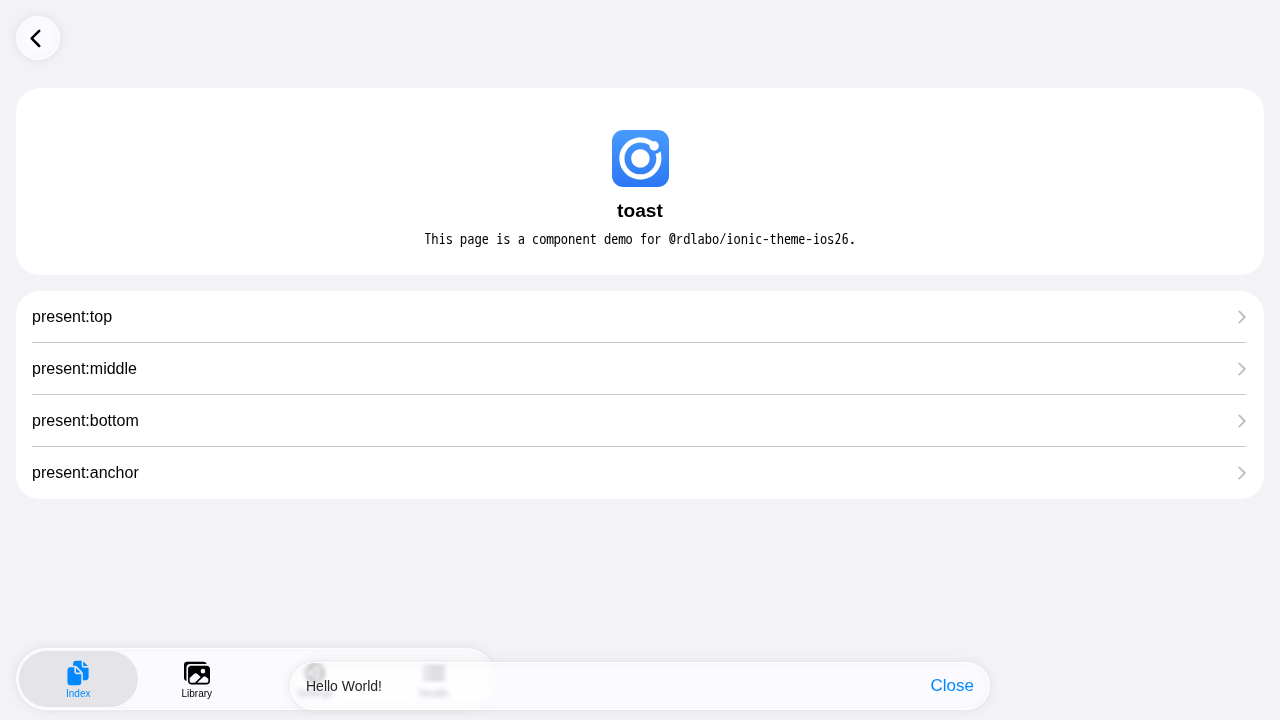 toast
This page is a component demo for @rdlabo/ionic-theme-ios26.
present:top
present:middle
present:bottom
present:anchor
Index
Library
Hello World!
Close